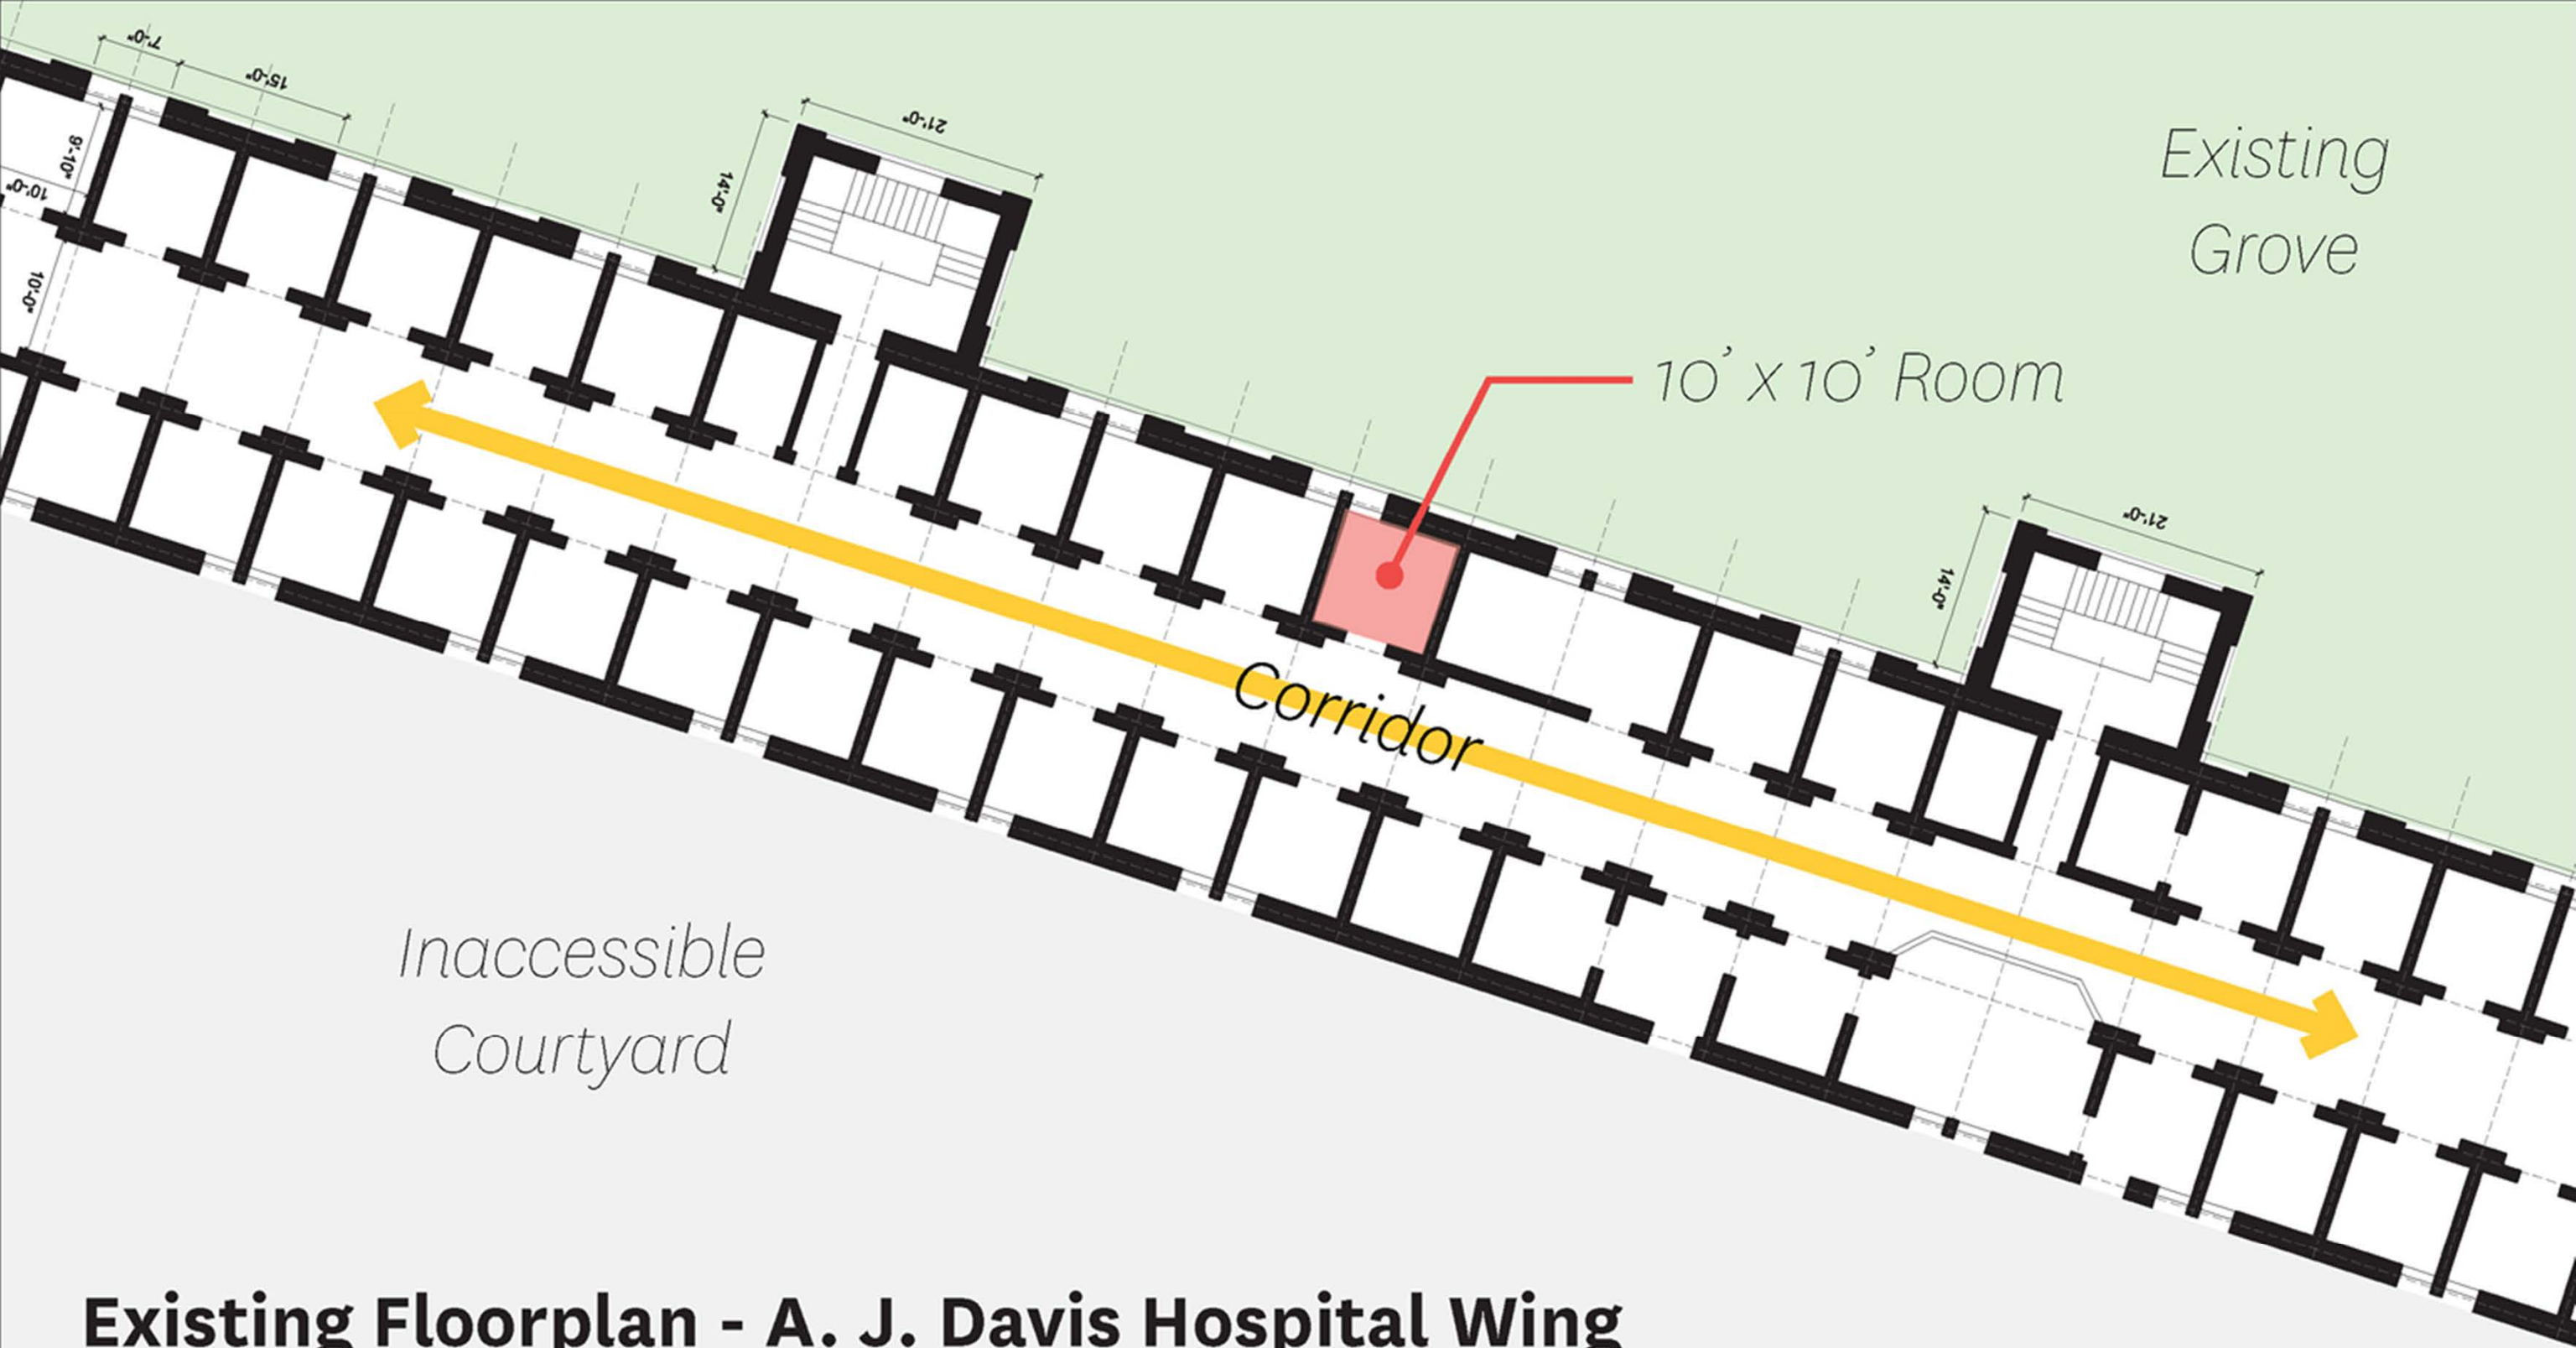 7'-0"
15'-0"
9'-10"
10'-0"
10'-0"
14'-0"
21'-0"
Existing
Grove
10' x 10' Room
14'-0"
21'-0"
Corridor
Inaccessible
Courtyard
Existing Floorplan - A. J. Davis Hospital Wing